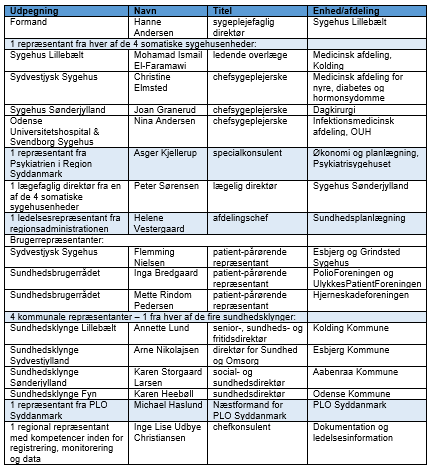 Udpegning Navn Titel Enhed/afdeling
Formand Hanne sygeplejefaglig Sygehus Lillebælt
Andersen direktør
1 repræsentant fra hver af de 4 somatiske sygehusenheder:
Sygehus Lillebælt Mohamad Ismail ledende overlæge Medicinsk afdeling,
El-Faramawi Kolding
Sydvestjysk Sygehus Christine chefsygeplejerske Medicinsk afdeling for
Elmsted nyre, diabetes og
hormonsydomme
Sygehus Sønderjylland Joan Granerud chefsygeplejerske Dagkirurgi
Odense Nina Andersen chefsygeplejerske Infektionsmedicinsk
Universitetshospital & afdeling, OUH
Svendborg Sygehus
1 repræsentant fra Asger Kjellerup specialkonsulent Økonomi og planlægning,
Psykiatrien i Region Psykiatrisygehuset
Syddanmark
1 lægefaglig direktør fra en Peter Sørensen lægelig direktør Sygehus Sønderjylland
af de 4 somatiske
sygehusenheder
1 ledelsesrepræsentant fra Helene afdelingschef Sundhedsplanlægning
regionsadministrationen Vestergaard
Brugerrepræsentanter:
Sydvestjysk Sygehus Flemming patient-pårørende Esbjerg og Grindsted
Nielsen repræsentant Sygehus
Sundhedsbrugerrådet Inga Bredgaard patient-pårørende PolioForeningen og
repræsentant UlykkesPatientForeningen
Sundhedsbrugerrådet Mette Rindom patient-pårørende Hjerneskadeforeningen
Pedersen repræsentant
4 kommunale repræsentanter – 1 fra hver af de fire sundhedsklynger:
Sundhedsklynge Lillebælt Annette Lund senior-, sundheds- og Kolding Kommune
fritidsdirektør
Sundhedsklynge Arne Nikolajsen direktør for Sundhed Esbjerg Kommune
Sydvestjylland og Omsorg
Sundhedsklynge Karen Storgaard social- og Aabenraa Kommune
Sønderjylland Larsen sundhedsdirektør
Sundhedsklynge Fyn Karen Heebøll sundhedsdirektør Odense Kommune
1 repræsentant fra PLO Michael Haslund Næstformand for PLO Syddanmark
Syddanmark PLO Syddanmark
1 regional repræsentant Inge Lise Udbye chefkonsulent Dokumentation og
med kompetencer inden for Christiansen ledelsesinformation
registrering, monitorering
og data